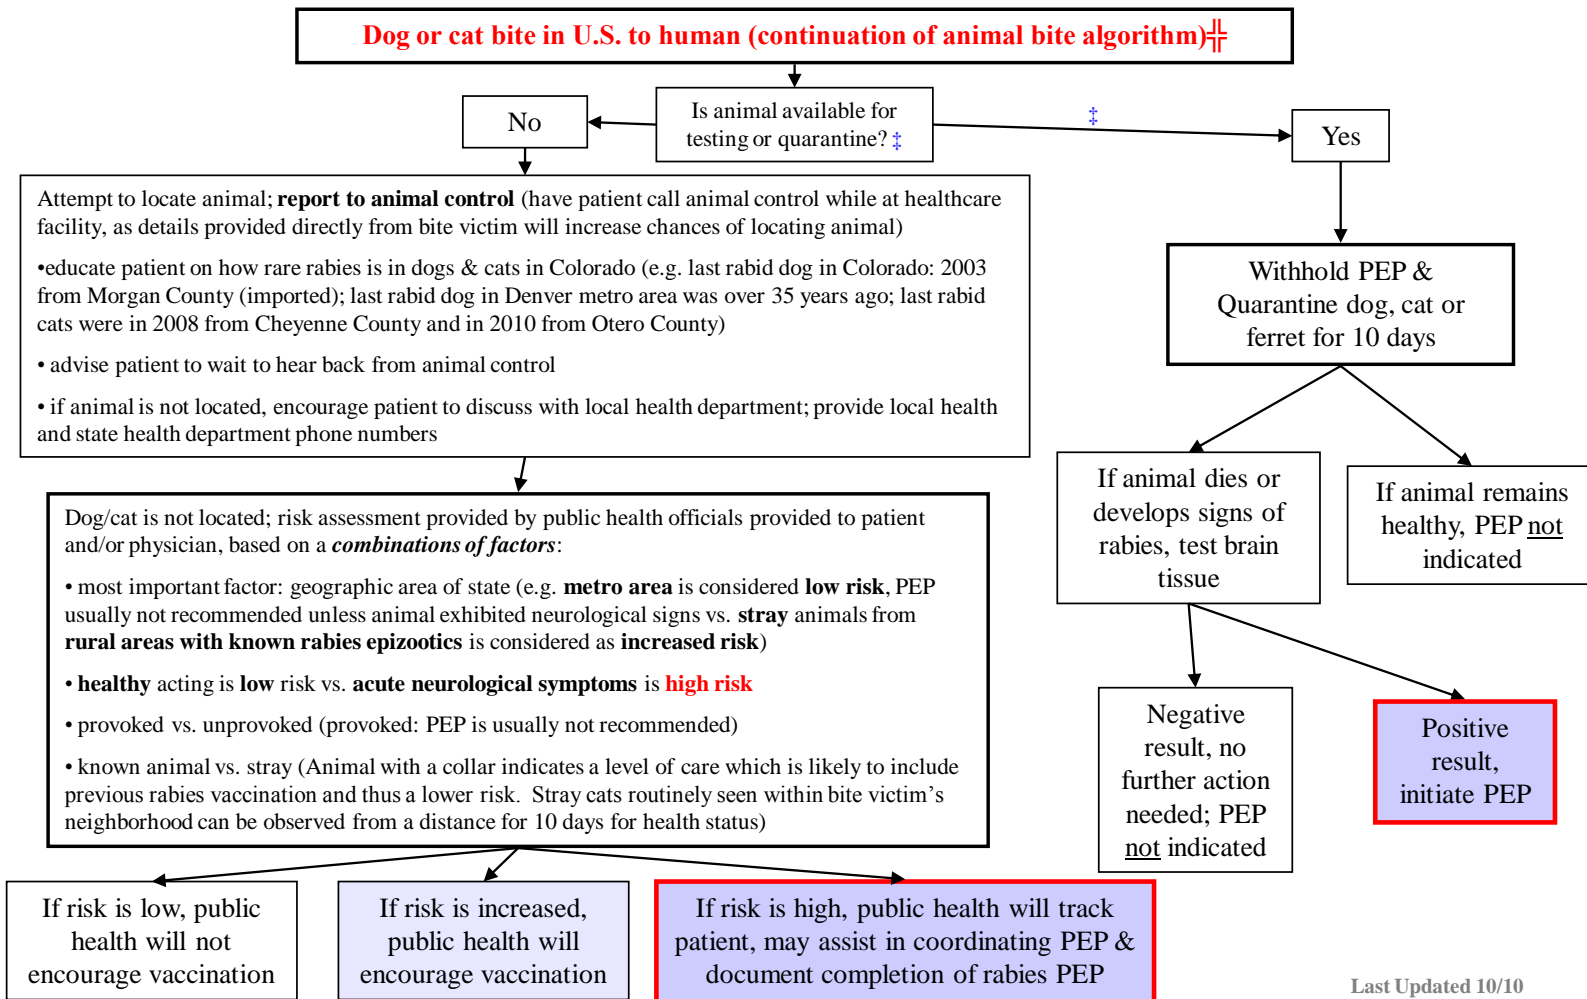 Dog or cat bite in U.S. to human (continuation of animal bite algorithm)╬
Is animal available for
testing or quarantine? ‡
No
‡
Yes
Attempt to locate animal; report to animal control (have patient call animal control while at healthcare
facility, as details provided directly from bite victim will increase chances of locating animal)
•educate patient on how rare rabies is in dogs & cats in Colorado (e.g. last rabid dog in Colorado: 2003
from Morgan County (imported); last rabid dog in Denver metro area was over 35 years ago; last rabid
cats were in 2008 from Cheyenne County and in 2010 from Otero County)
• advise patient to wait to hear back from animal control
• if animal is not located, encourage patient to discuss with local health department; provide local health
and state health department phone numbers
Dog/cat is not located; risk assessment provided by public health officials provided to patient
and/or physician, based on a combinations of factors:
• most important factor: geographic area of state (e.g. metro area is considered low risk, PEP
usually not recommended unless animal exhibited neurological signs vs. stray animals from
rural areas with known rabies epizootics is considered as increased risk)
• healthy acting is low risk vs. acute neurological symptoms is high risk
• provoked vs. unprovoked (provoked: PEP is usually not recommended)
• known animal vs. stray (Animal with a collar indicates a level of care which is likely to include
previous rabies vaccination and thus a lower risk.  Stray cats routinely seen within bite victim's
neighborhood can be observed from a distance for 10 days for health status)
If risk is low, public
health will not
encourage vaccination
If risk is increased,
public health will
encourage vaccination
If risk is high, public health will track
patient, may assist in coordinating PEP &
document completion of rabies PEP
Withhold PEP &
Quarantine dog, cat or
ferret for 10 days
If animal dies or
develops signs of
rabies, test brain
tissue
If animal remains
healthy, PEP not
indicated
Negative
result, no
further action
needed; PEP
not indicated
Positive
result,
initiate PEP
Last Updated 10/10